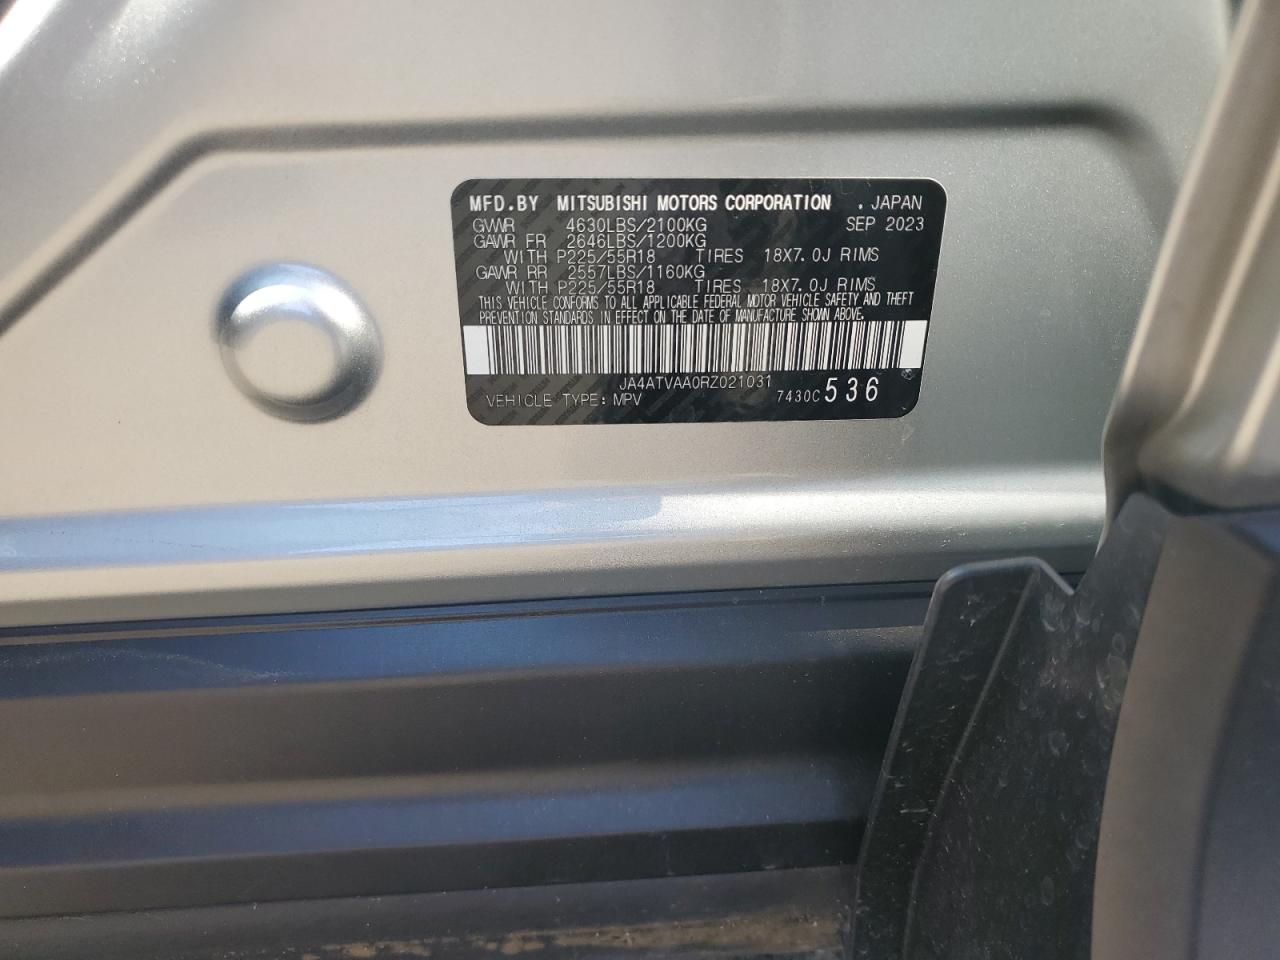 MFD.BY MITSUBISHI MOTORS CORPORATION , JAPAN
GVWR 4630LBS/2100KG SEP 2023
GAWR FR 2646LBS/1200KG
WITH P225/55R18 TIRES 18X7.0J RIMS
GAWR RR 2557LBS/1160KG
WITH P225/55R18 TIRES 18X7.0J RIMS
THIS VEHICLE CONFORMS TO ALL APPLICABLE FEDERAL MOTOR VEHICLE SAFETY AND THEFT
PREVENTION STANDARDS IN EFFECT ON THE DATE OF MANUFACTURE SHOWN ABOVE.
JA4ATVAA0RZ021031
VEHICLE TYPE: MPV 7430C 536